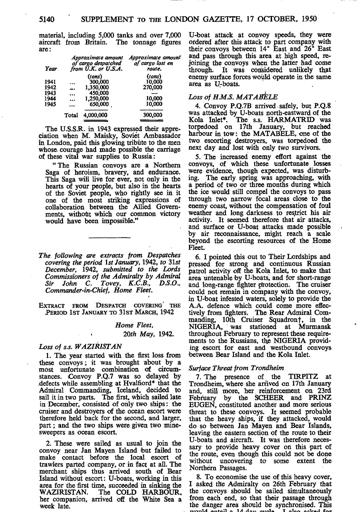 5140 SUPPLEMENT TO THE LONDON GAZETTE, 17 OCTOBER, 1950
material, including 5,000 tanks and over 7,000
aircraft from Britain. The tonnage figures
are:
Approximate amount Approximate amount
of cargo despatched of cargo lost en
Year from U.K. or U.S.A. route.
(tons) (tons)
1941 ... 300,000 10,000
1942 ... 1,350,000
1943 ... 450,000 —
1944 ... 1,250,000 10,000
1945 ... 650,000 10,000
Total 4,000,000 300,000
The U.S.S.R. in 1943 expressed their appre-
ciation when M. Maisky, Soviet Ambassador
in London, paid this glowing tribute to the men
whose courage had made possible the carriage
of these vital war supplies to Russia:
" The Russian convoys are a Northern
Saga of heroism, bravery, and endurance.
This Saga will live for ever, not only in the
hearts of your people, but also in the hearts
of the Soviet people, who rightly see in it
one of the most striking expressions of
collaboration between the Allied Govern-
ments, without which our common victory
would have been impossible."
The following are extracts from Despatches
covering the period 1st January, 1942, to 31st
December, 1942, submitted to the Lords
Commissioners of the Admiralty by Admiral
Sir John C. Tovey, K.C.B., D.S.O.,
Commander-in-Chief, Home Fleet.
EXTRACT FROM DESPATCH COVERING THE
PERIOD 1ST JANUARY TO 31ST MARCH, 1942
Home Fleet,
20th May, 1942.
Loss of s.s. WAZIRISTAN
1. The year started with the first loss from
these convoys; it was brought about by a
most unfortunate combination of circum-
stances. Convoy P.Q.7 was so delayed by
defects while assembling at Hvalfiord that the
Admiral Commanding, Iceland, decided to
sail it in two parts. The first, which sailed late
in December, consisted of only two ships: the
cruiser and destroyers of the ocean escort were
therefore held back for the second, and larger,
part; and the two ships were given two mine-
sweepers as ocean escort.
2. These were sailed as usual to join the
convoy near Jan Mayen Island but failed to
make contact before the local escort of
trawlers parted company, or in fact at all. The
merchant ships thus arrived south of Bear
Island without escort: U-boats, working in this
area for the first time, succeeded in sinking the
WAZIRISTAN. The COLD HARBOUR,
her companion, arrived off the White Sea a
week late.
U-boat attack at convoy speeds, they were
ordered after this attack to part company with
their convoys between 14° East and 26° East
and pass through this area at high speed, re-
joining the convoys when the latter had come
through. It was considered unlikely that
enemy surface forces would operate in the same
area as U-boats.
Loss of H.M.S. MATABELE
4. Convoy P.Q.7B arrived safely, but P.Q.8
was attacked by U-boats north-eastward of the
Kola Inlet*. The s.s. HARMATRIS was
torpedoed on 17th January, but reached
harbour in tow: the MATABELE, one of the
two escorting destroyers, was torpedoed the
next day and lost with only two survivors.
5. The increased enemy effort against the
convoys, of which these unfortunate losses
were evidence, though expected, was disturb-
ing. The early spring was approaching, with
a period of two or three months during which
the ice would still compel the convoys to pass
through two narrow focal areas close to the
enemy coast, without the compensation of foul
weather and long darkness to restrict his air
activity. It seemed therefore that air attacks,
and surface or U-boat attacks made possible
by air reconnaissance, might reach a scale
beyond the escorting resources of the Home
Fleet.
6. I pointed this out to Their Lordships and
pressed for strong and continuous Russian
patrol activity off the Kola Inlet, to make that
area untenable by U-boats, and for short-range
and long-range fighter protection. The cruiser
could not remain in company with the convoy,
in U-boat infested waters, solely to provide the
A.A. defence which could come more effec-
tively from fighters. The Rear Admiral Com-
manding, 10th Cruiser Squadron†, in the
NIGERIA, was stationed at Murmansk
throughout February to represent these require-
ments to the Russians, the NIGERIA provid-
ing escort for east and westbound convoys
between Bear Island and the Kola Inlet.
Surface Threat from Trondheim
7. The presence of the TIRPITZ at
Trondheim, where she arrived on 17th January
and, still more, her reinforcement on 23rd
February by the SCHEER and PRINZ
EUGEN, constituted another and more serious
threat to these convoys. It seemed probable
that the heavy ships, if they attacked, would
do so between Jan Mayen and Bear Islands,
leaving the eastern section of the route to their
U-boats and aircraft. It was therefore neces-
sary to provide heavy cover on this part of
the route, even though this could not be done
without uncovering to some extent the
Northern Passages.
8. To economise the use of this heavy cover,
I asked the Admiralty on 26th February that
the convoys should be sailed simultaneously
from each end, so that their passage through
the danger area should be synchronised. This